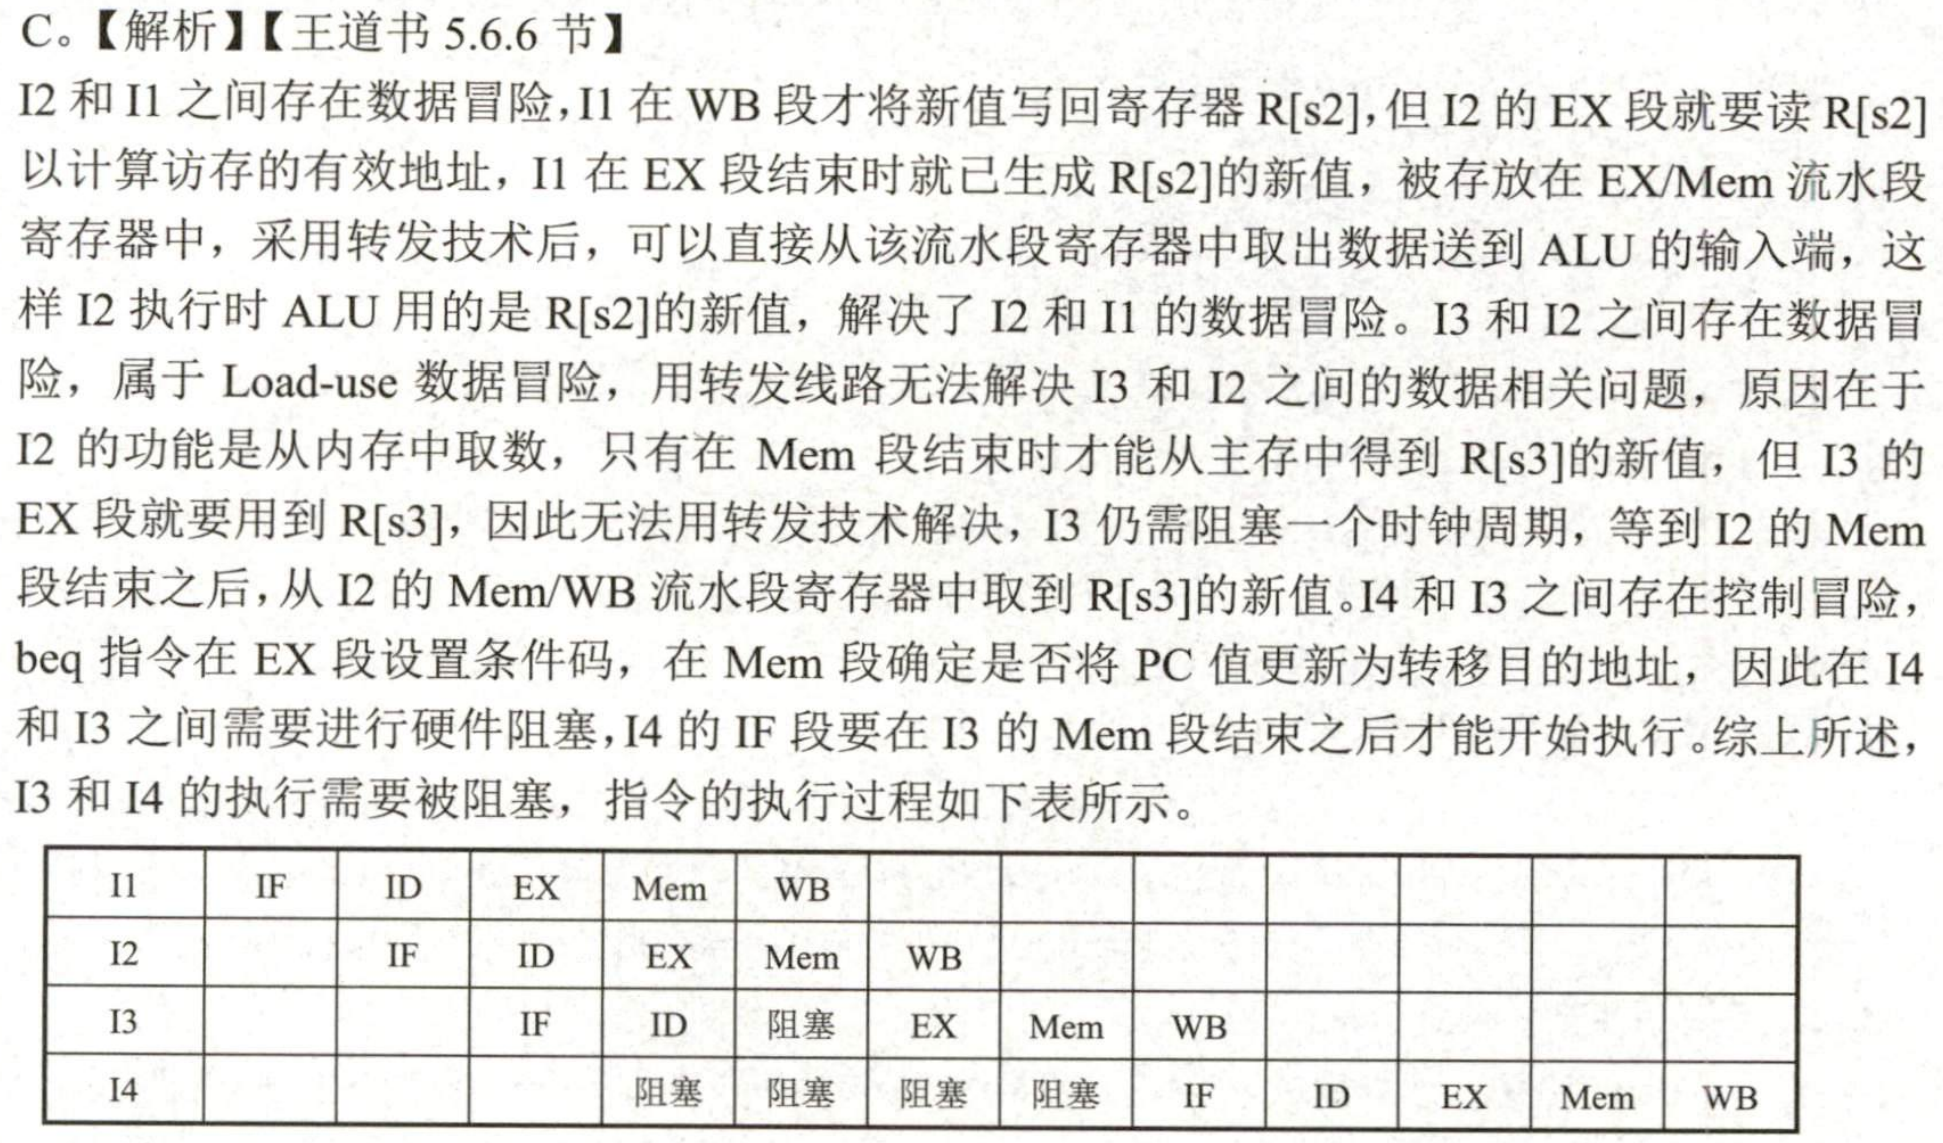 C。【解析】【王道书 5.6.6 节】
I2 和 I1 之间存在数据冒险,I1 在 WB 段才将新值写回寄存器 R[s2],但 I2 的 EX 段就要读 R[s2]
以计算访存的有效地址，I1 在 EX 段结束时就已生成 R[s2]的新值，被存放在 EX/Mem 流水段
寄存器中，采用转发技术后，可以直接从该流水段寄存器中取出数据送到 ALU 的输入端，这
样 I2 执行时 ALU 用的是 R[s2]的新值，解决了 I2 和 I1 的数据冒险。I3 和 I2 之间存在数据冒
险，属于 Load-use 数据冒险，用转发线路无法解决 I3 和 I2 之间的数据相关问题，原因在于
I2 的功能是从内存中取数，只有在 Mem 段结束时才能从主存中得到 R[s3]的新值，但 I3 的
EX 段就要用到 R[s3]，因此无法用转发技术解决，I3 仍需阻塞一个时钟周期，等到 I2 的 Mem
段结束之后,从 I2 的 Mem/WB 流水段寄存器中取到 R[s3]的新值。I4 和 I3 之间存在控制冒险，
beq 指令在 EX 段设置条件码，在 Mem 段确定是否将 PC 值更新为转移目的地址，因此在 I4
和 I3 之间需要进行硬件阻塞,I4 的 IF 段要在 I3 的 Mem 段结束之后才能开始执行。综上所述，
I3 和 I4 的执行需要被阻塞，指令的执行过程如下表所示。
I1 IF ID EX Mem WB
I2 IF ID EX Mem WB
I3 IF ID 阻塞 EX Mem WB
I4 阻塞 阻塞 阻塞 阻塞 IF ID EX Mem WB